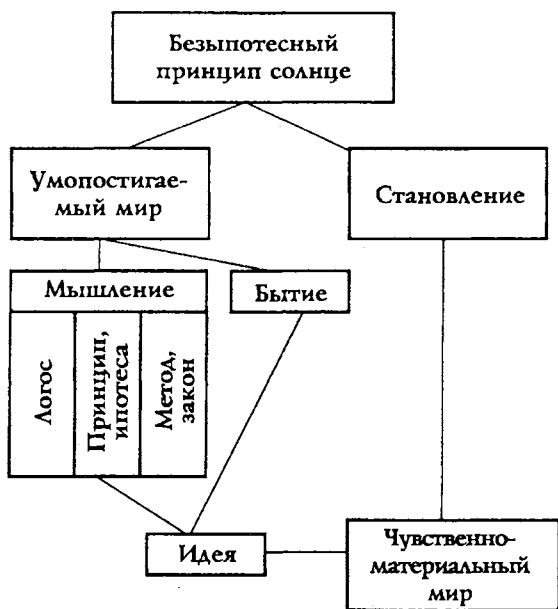 Безыпотесный
принцип солнце
Умопостигае-
мый мир
Становление
Мышление
Бытие
Логос
Принцип,
ипотеса
Метод,
закон
Идея
Чувственно-
материальный
мир